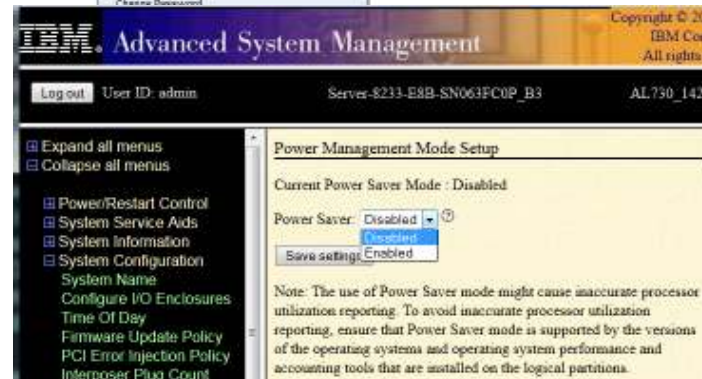 Change Password
IBM. Advanced System Management
Copyright © 2
IBM Co
All rights
Log out User ID: admin
Server-8233-E8B-SN063FC0P_B3
AL730_142
Expand all menus
Collapse all menus
Power/Restart Control
System Service Aids
System Information
System Configuration
System Name
Configure I/O Enclosures
Time Of Day
Firmware Update Policy
PCI Error Injection Policy
Interposer Plug Count
Power Management Mode Setup
Current Power Saver Mode : Disabled
Power Saver: Disabled
Disabled
Enabled
Save settings
Note: The use of Power Saver mode might cause inaccurate processor
utilization reporting. To avoid inaccurate processor utilization
reporting, ensure that Power Saver mode is supported by the versions
of the operating systems and operating system performance and
accounting tools that are installed on the logical partitions.